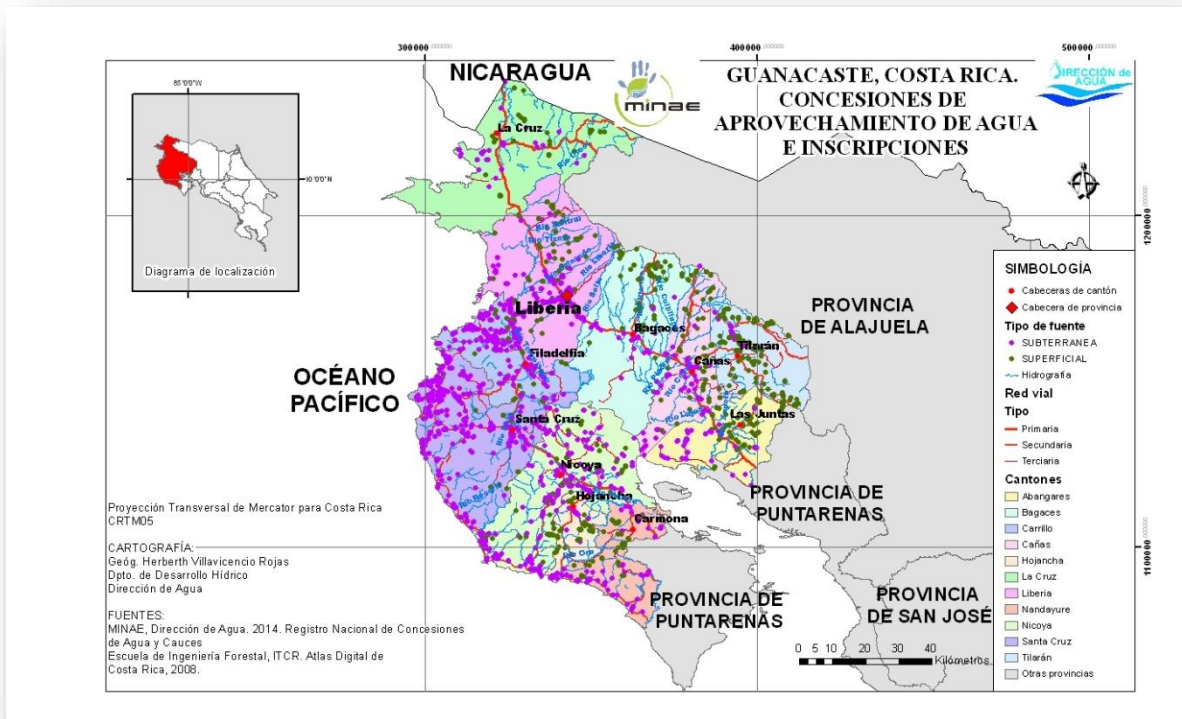 300000
400000
500000
NICARAGUA
minae
GUANACASTE, COSTA RICA.
CONCESIONES DE
APROVECHAMIENTO DE AGUA
E INSCRIPCIONES
DIRECCIÓN de
AGUA
Diagrama de localización
1200000
1100000
La Cruz
Liberia
Bagaces
Filadelfia
Cañas
Tilarán
Santa Cruz
Las Juntas
Nicoya
Hojancha
Carmona
Río Ora
OCÉANO
PACÍFICO
PROVINCIA
DE ALAJUELA
PROVINCIA DE
PUNTARENAS
PROVINCIA DE
PUNTARENAS
PROVINCIA
DE SAN JOSÉ
SIMBOLOGÍA
Cabeceras de cantón
Cabecera de provincia
Tipo de fuente
SUBTERRANEA
SUPERFICIAL
Hidrografía
Red vial
Tipo
Primaria
Secundaria
Terciaria
Cantones
Abangares
Bagaces
Carrillo
Cañas
Hojancha
La Cruz
Liberia
Nandayure
Nicoya
Santa Cruz
Tilarán
Otras provincias
0 5 10 20 30 40
Kilómetros
Proyección Transversal de Mercator para Costa Rica
CRTM05
CARTOGRAFÍA:
Geóg. Herberth Villavicencio Rojas
Dpto. de Desarrollo Hídrico
Dirección de Agua
FUENTES:
MINAE, Dirección de Agua. 2014. Registro Nacional de Concesiones
de Agua y Cauces
Escuela de Ingeniería Forestal, ITCR. Atlas Digital de
Costa Rica, 2008.